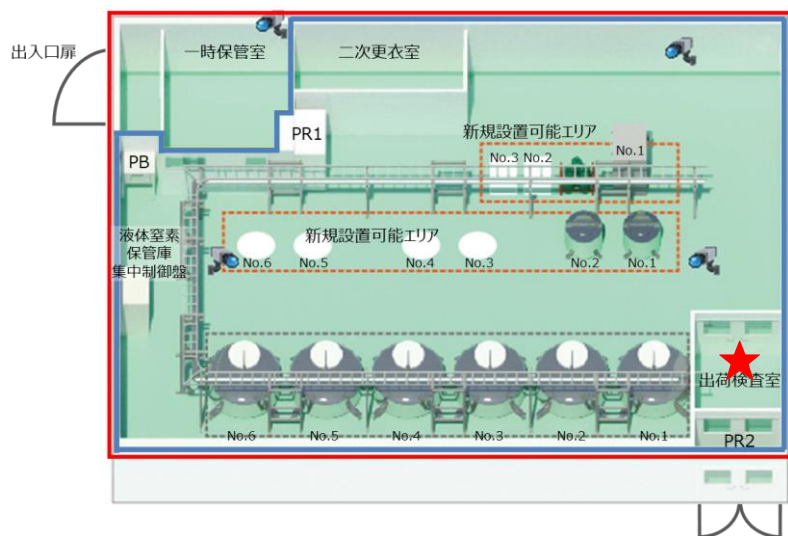 出入口扉
一時保管室
二次更衣室
PR1
新規設置可能エリア
No.3
No.2
No.1
PB
液体窒素
保管庫
集中制御盤
新規設置可能エリア
No.6
No.5
No.4
No.3
No.2
No.1
出荷検査室
No.6
No.5
No.4
No.3
No.2
No.1
PR2